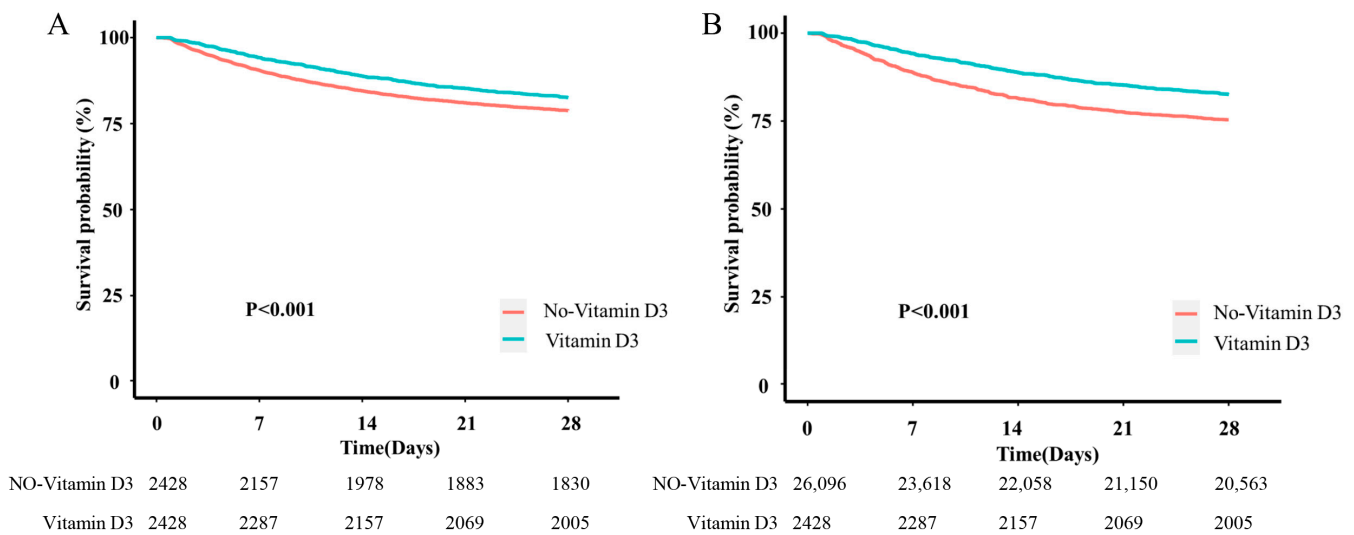 A
100
75
50
25
0
Survival probability (%)
P<0.001
No-Vitamin D3
Vitamin D3
0 7 14 21 28
Time(Days)
NO-Vitamin D3 2428 2157 1978 1883 1830
Vitamin D3 2428 2287 2157 2069 2005
B
100
75
50
25
0
Survival probability (%)
P<0.001
No-Vitamin D3
Vitamin D3
0 7 14 21 28
Time(Days)
NO-Vitamin D3 26,096 23,618 22,058 21,150 20,563
Vitamin D3 2428 2287 2157 2069 2005